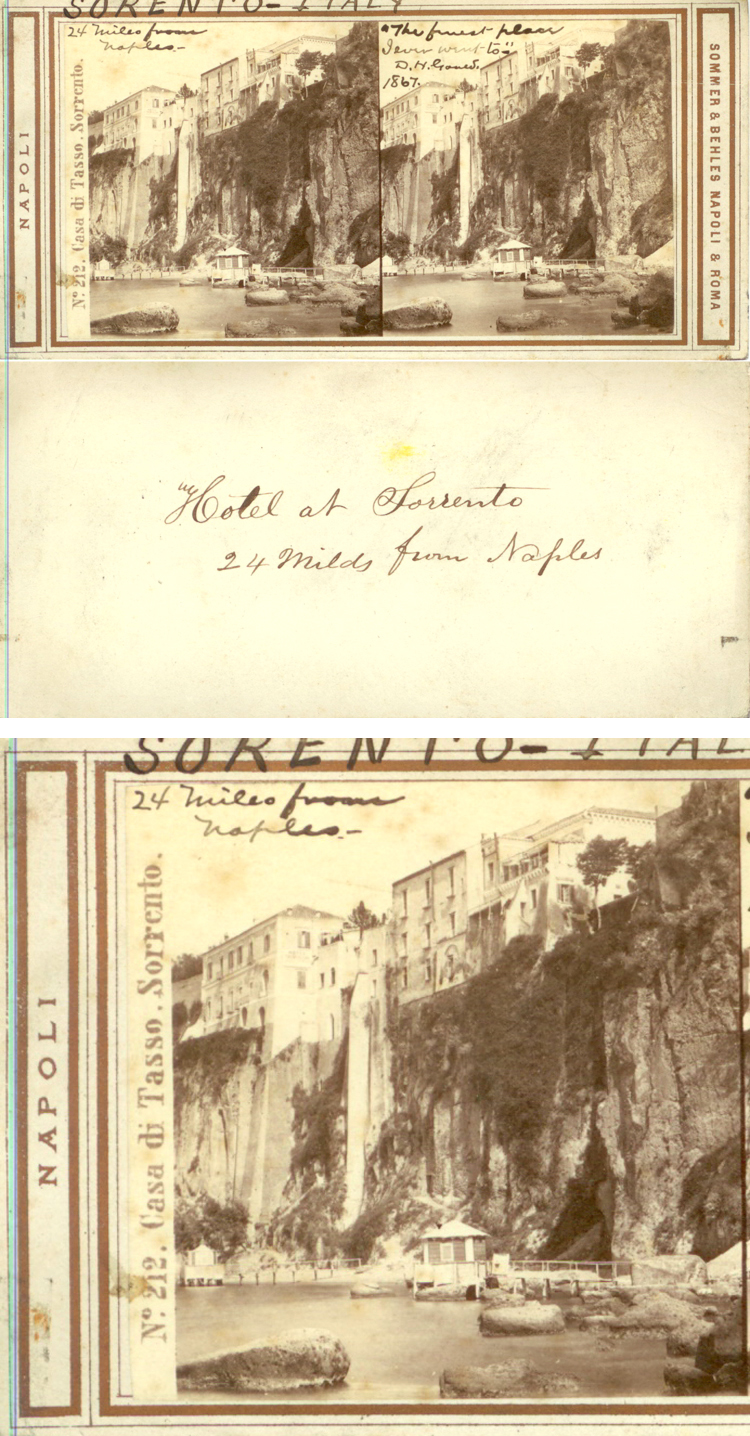 SORENTO-ITALY
24 Miles from
Naples.-
"The finest place
I ever went to"
1867.
NAPOLI
Nº 212. Casa di Tasso. Sorrento.
SOMMER & BEHLES NAPOLI & ROMA
Hotel at Sorrento
24 Milds from Naples
SORENTO-ITAL
24 Miles from
Naples.-
NAPOLI
Nº 212. Casa di Tasso. Sorrento.